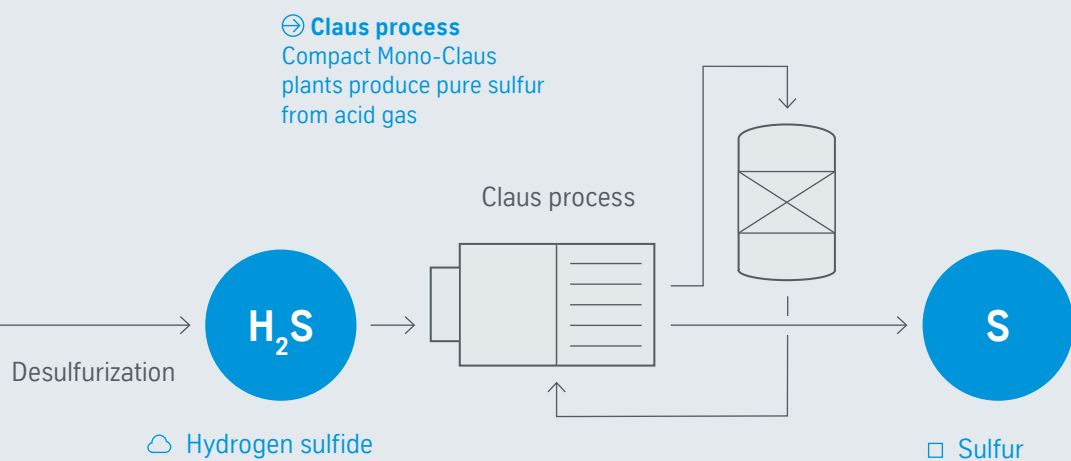 Claus process
Compact Mono-Claus
plants produce pure sulfur
from acid gas
Claus process
H₂S
S
Desulfurization
Hydrogen sulfide
Sulfur